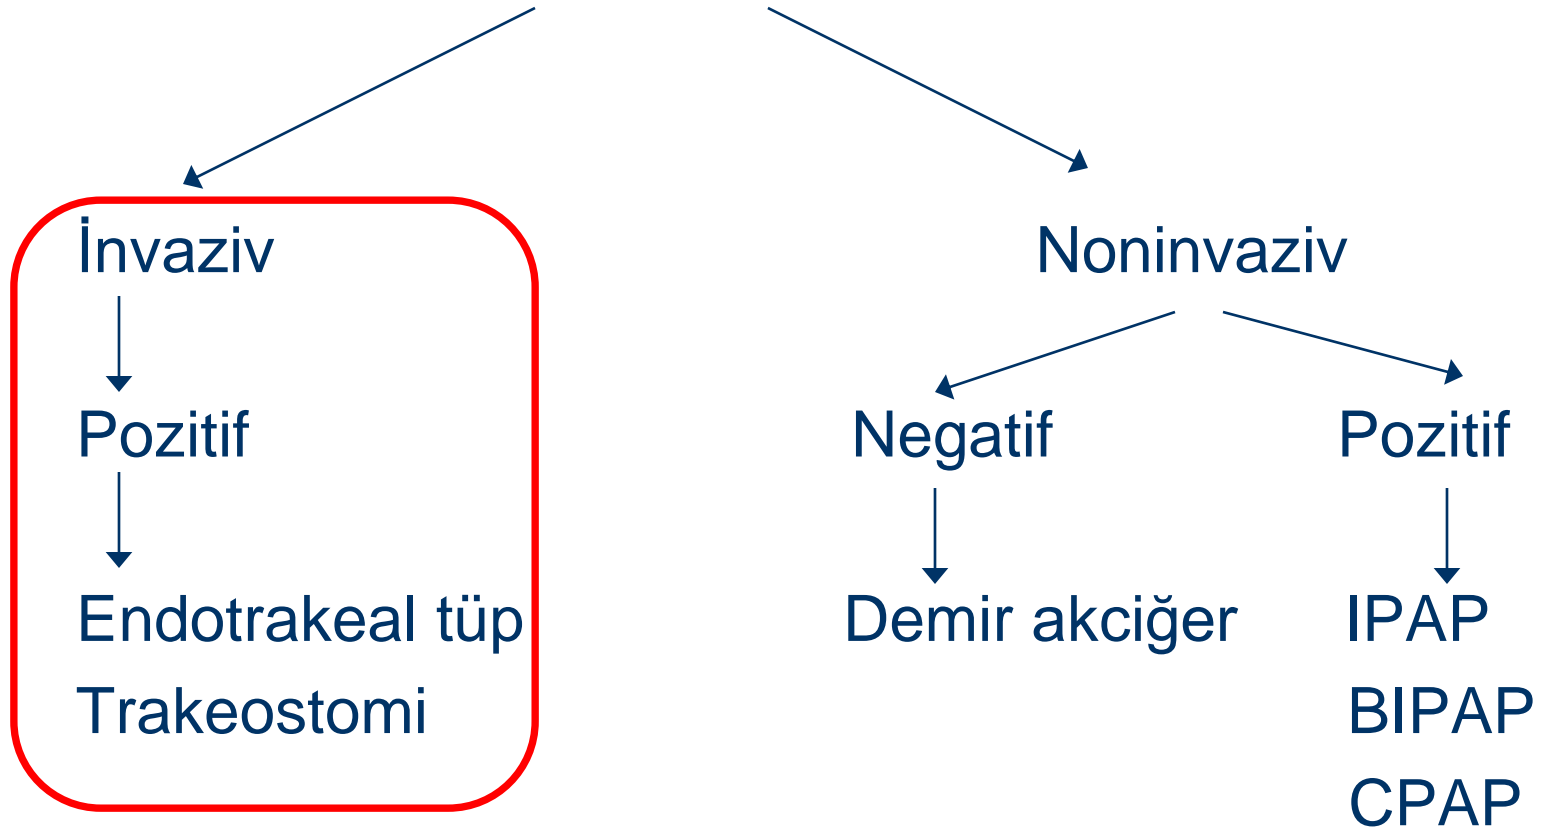 İnvaziv
Noninvaziv
Pozitif
Negatif
Pozitif
Endotrakeal tüp
Demir akciğer
IPAP
Trakeostomi
BIPAP
CPAP